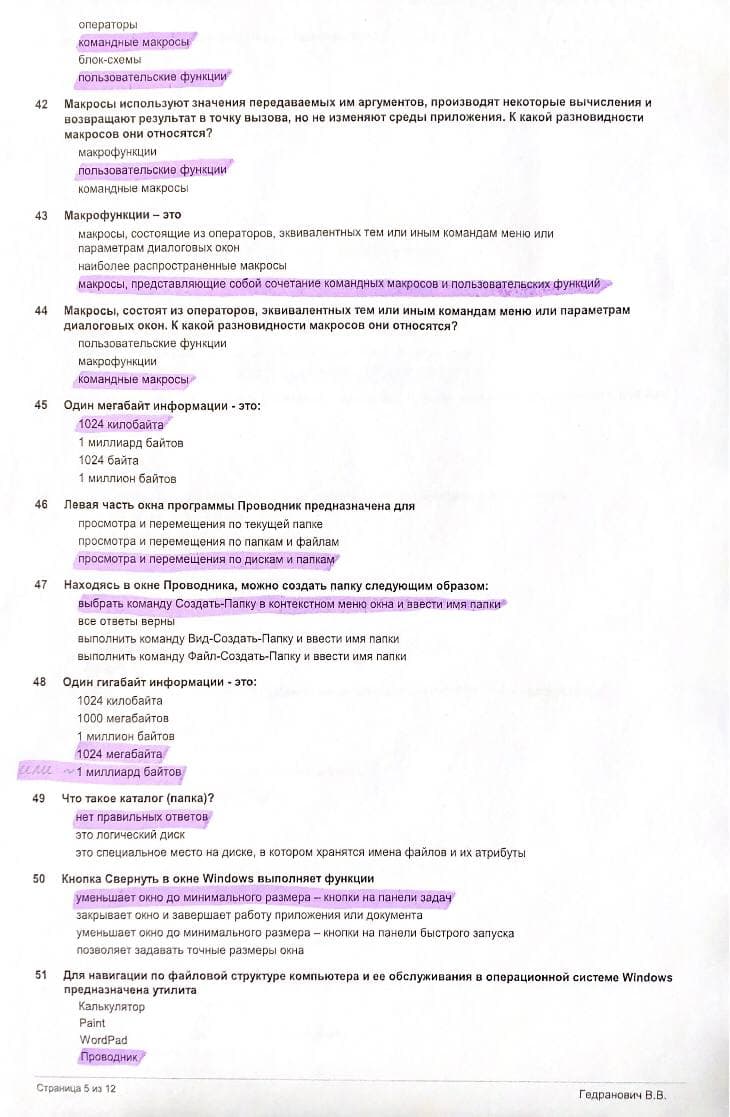 операторы
командные макросы
блок-схемы
пользовательские функции
42 Макросы используют значения передаваемых им аргументов, производят некоторые вычисления и
возвращают результат в точку вызова, но не изменяют среды приложения. К какой разновидности
макросов они относятся?
макрофункции
пользовательские функции
командные макросы
43 Макрофункции – это
макросы, состоящие из операторов, эквивалентных тем или иным командам меню или
параметрам диалоговых окон
наиболее распространенные макросы
макросы, представляющие собой сочетание командных макросов и пользовательских функций
44 Макросы, состоят из операторов, эквивалентных тем или иным командам меню или параметрам
диалоговых окон. К какой разновидности макросов они относятся?
пользовательские функции
макрофункции
командные макросы
45 Один мегабайт информации - это:
1024 килобайта
1 миллиард байтов
1024 байта
1 миллион байтов
46 Левая часть окна программы Проводник предназначена для
просмотра и перемещения по текущей папке
просмотра и перемещения по папкам и файлам
просмотра и перемещения по дискам и папкам
47 Находясь в окне Проводника, можно создать папку следующим образом:
выбрать команду Создать-Папку в контекстном меню окна и ввести имя папки
все ответы верны
выполнить команду Вид-Создать-Папку и ввести имя папки
выполнить команду Файл-Создать-Папку и ввести имя папки
48 Один гигабайт информации - это:
1024 килобайта
1000 мегабайтов
1 миллион байтов
1024 мегабайта
или ~ 1 миллиард байтов
49 Что такое каталог (папка)?
нет правильных ответов
это логический диск
это специальное место на диске, в котором хранятся имена файлов и их атрибуты
50 Кнопка Свернуть в окне Windows выполняет функции
уменьшает окно до минимального размера – кнопки на панели задач
закрывает окно и завершает работу приложения или документа
уменьшает окно до минимального размера – кнопки на панели быстрого запуска
позволяет задавать точные размеры окна
51 Для навигации по файловой структуре компьютера и ее обслуживания в операционной системе Windows
предназначена утилита
Калькулятор
Paint
WordPad
Проводник
Страница 5 из 12
Гедранович В.В.